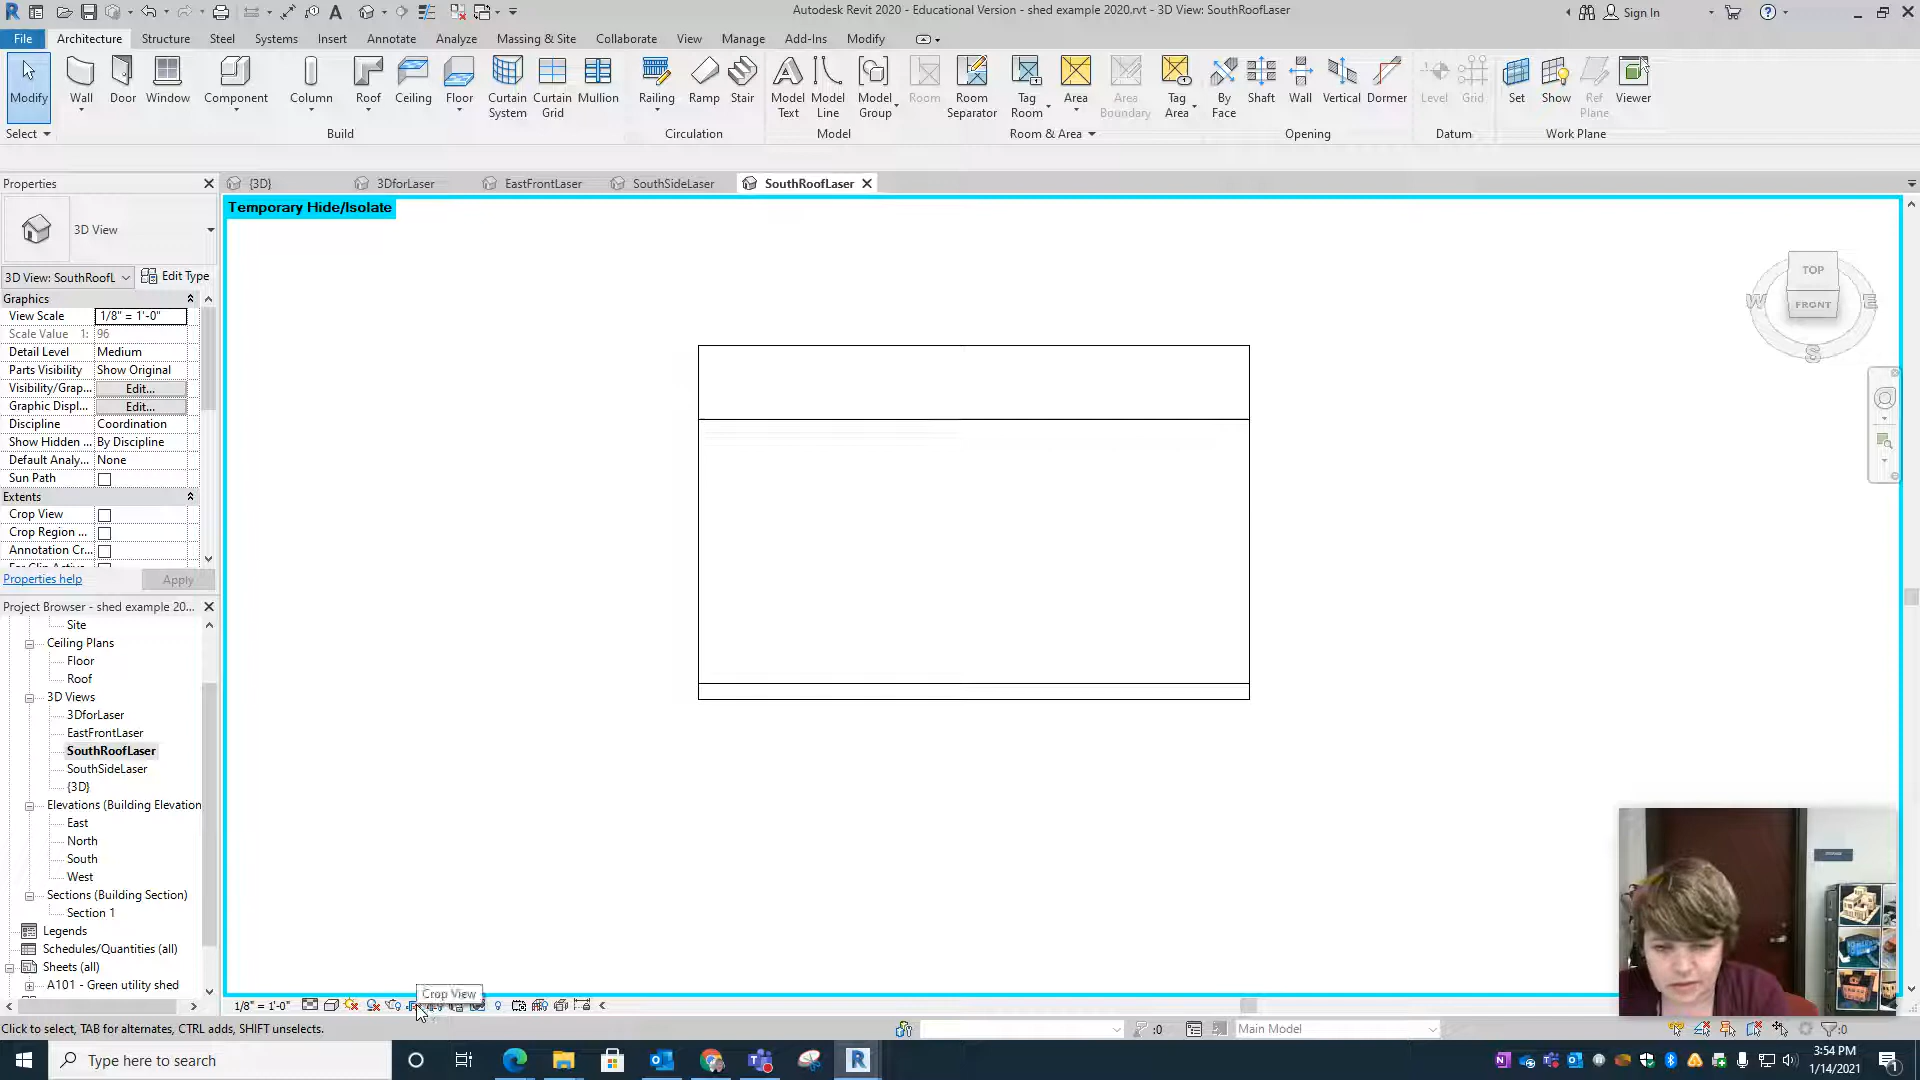 Autodesk Revit 2020 - Educational Version - shed example 2020.rvt - 3D View: SouthRoofLaser
Sign In
File Architecture Structure Steel Systems Insert Annotate Analyze Massing & Site Collaborate View Manage Add-Ins Modify
Modify Wall Door Window Component Column Roof Ceiling Floor Curtain System Curtain Grid Mullion Railing Ramp Stair Model Text Model Line Model Group Room Room Separator Tag Room Area Area Boundary Tag Area By Face Shaft Wall Vertical Dormer Level Grid Set Show Ref Plane Viewer
Select Build Circulation Model Room & Area Opening Datum Work Plane
Properties
{3D} 3DforLaser EastFrontLaser SouthSideLaser SouthRoofLaser
Temporary Hide/Isolate
3D View
3D View: SouthRoofL Edit Type
Graphics
View Scale 1/8" = 1'-0"
Scale Value 1: 96
Detail Level Medium
Parts Visibility Show Original
Visibility/Grap... Edit...
Graphic Displ... Edit...
Discipline Coordination
Show Hidden ... By Discipline
Default Analy... None
Sun Path
Extents
Crop View
Crop Region ...
Annotation Cr...
Properties help Apply
TOP
FRONT
W E
S
Project Browser - shed example 20...
Site
Ceiling Plans
Floor
Roof
3D Views
3DforLaser
EastFrontLaser
SouthRoofLaser
SouthSideLaser
{3D}
Elevations (Building Elevation
East
North
South
West
Sections (Building Section)
Section 1
Legends
Schedules/Quantities (all)
Sheets (all)
A101 - Green utility shed
Crop View
1/8" = 1'-0"
Click to select, TAB for alternates, CTRL adds, SHIFT unselects.
:0 Main Model :0
Type here to search
3:54 PM
1/14/2021